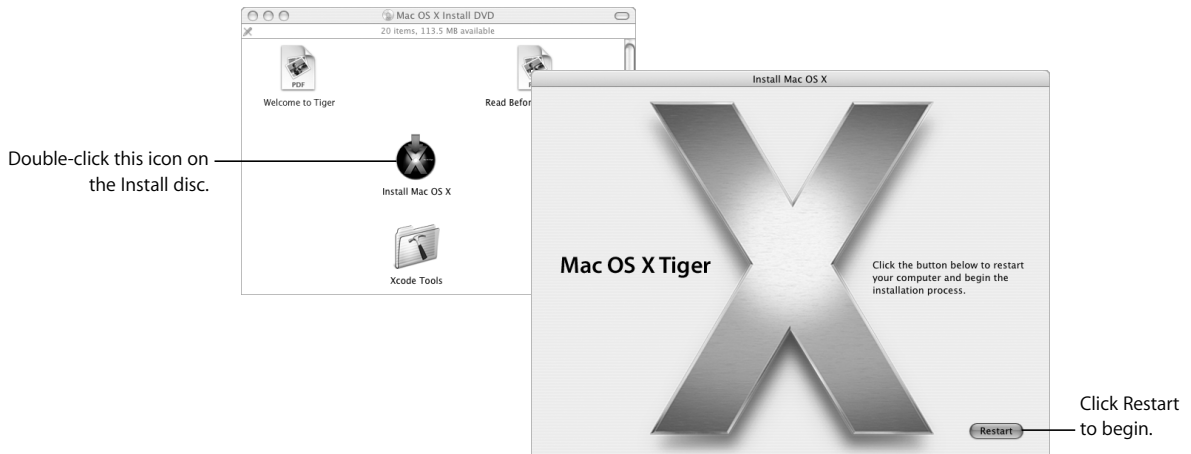 Mac OS X Install DVD
20 items, 113.5 MB available
PDF
Welcome to Tiger
Read Befor
Double-click this icon on
the Install disc.
Install Mac OS X
Xcode Tools
Install Mac OS X
Mac OS X Tiger
Click the button below to restart
your computer and begin the
installation process.
Restart
Click Restart
to begin.